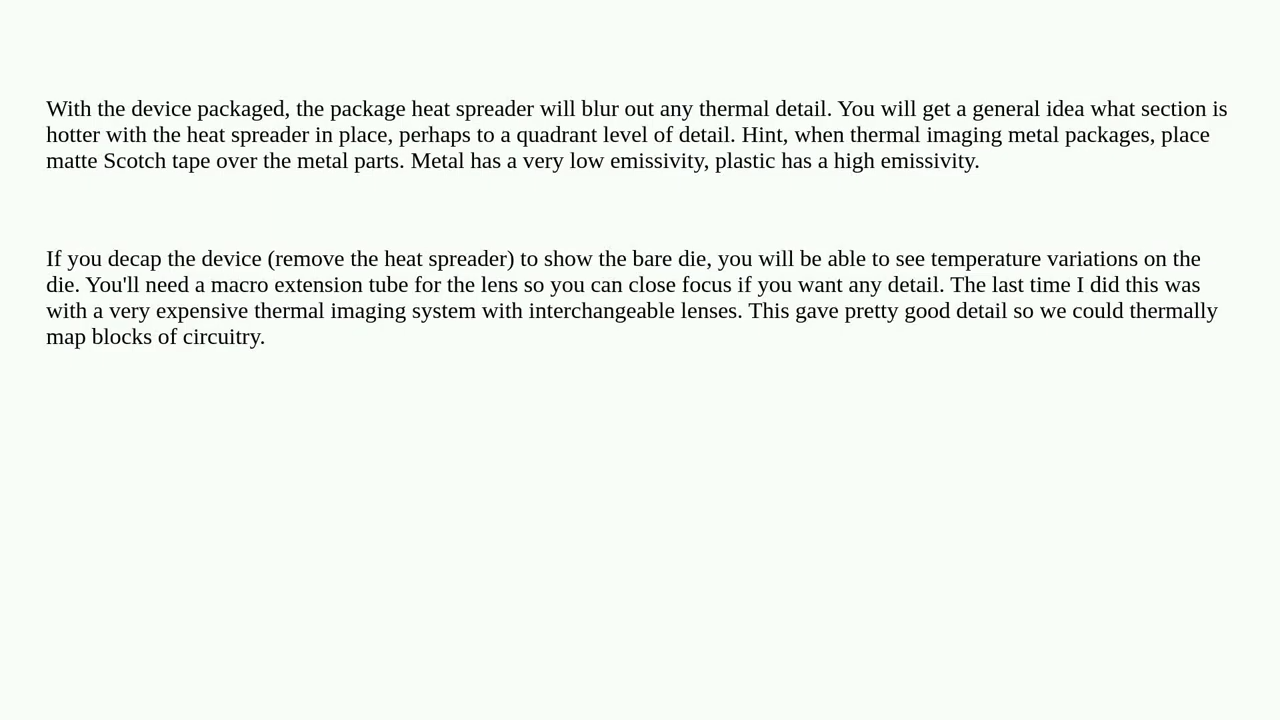 With the device packaged, the package heat spreader will blur out any thermal detail. You will get a general idea what section is
hotter with the heat spreader in place, perhaps to a quadrant level of detail. Hint, when thermal imaging metal packages, place
matte Scotch tape over the metal parts. Metal has a very low emissivity, plastic has a high emissivity.
If you decap the device (remove the heat spreader) to show the bare die, you will be able to see temperature variations on the
die. You'll need a macro extension tube for the lens so you can close focus if you want any detail. The last time I did this was
with a very expensive thermal imaging system with interchangeable lenses. This gave pretty good detail so we could thermally
map blocks of circuitry.